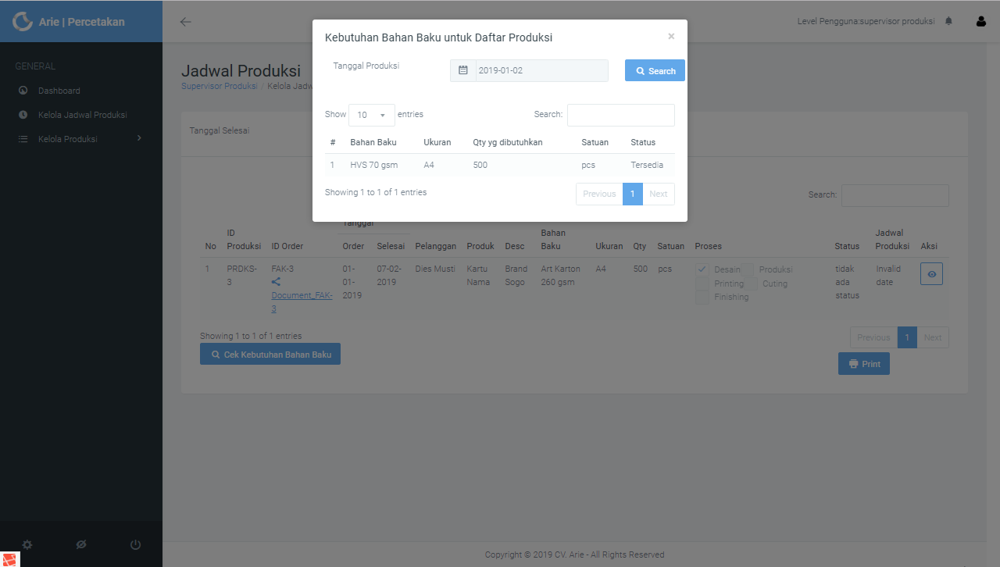 Arie | Percetakan
Level Pengguna:supervisor produksi
GENERAL
Dashboard
Kelola Jadwal Produksi
Kelola Produksi
Kebutuhan Bahan Baku untuk Daftar Produksi
×
Tanggal Produksi
2019-01-02
Search
Show 10 entries
Search:
# Bahan Baku Ukuran Qty yg dibutuhkan Satuan Status
1 HVS 70 gsm A4 500 pcs Tersedia
Showing 1 to 1 of 1 entries
Previous 1 Next
Jadwal Produksi
Supervisor Produksi / Kelola Jadw
Tanggal Selesai
Search:
Tanggal
ID Bahan Jadwal
No Produksi ID Order Order Selesai Pelanggan Produk Desc Baku Ukuran Qty Satuan Proses Status Produksi Aksi
1 PRDKS- FAK-3 01- 07-02- Dies Musti Kartu Brand Art Karton A4 500 pcs Desain Produksi tidak Invalid
3 01- 2019 Nama Sogo 260 gsm Printing Cuting ada date
Document_FAK- 2019 Finishing status
3
Showing 1 to 1 of 1 entries
Previous 1 Next
Cek Kebutuhan Bahan Baku
Print
Copyright © 2019 CV. Arie - All Rights Reserved